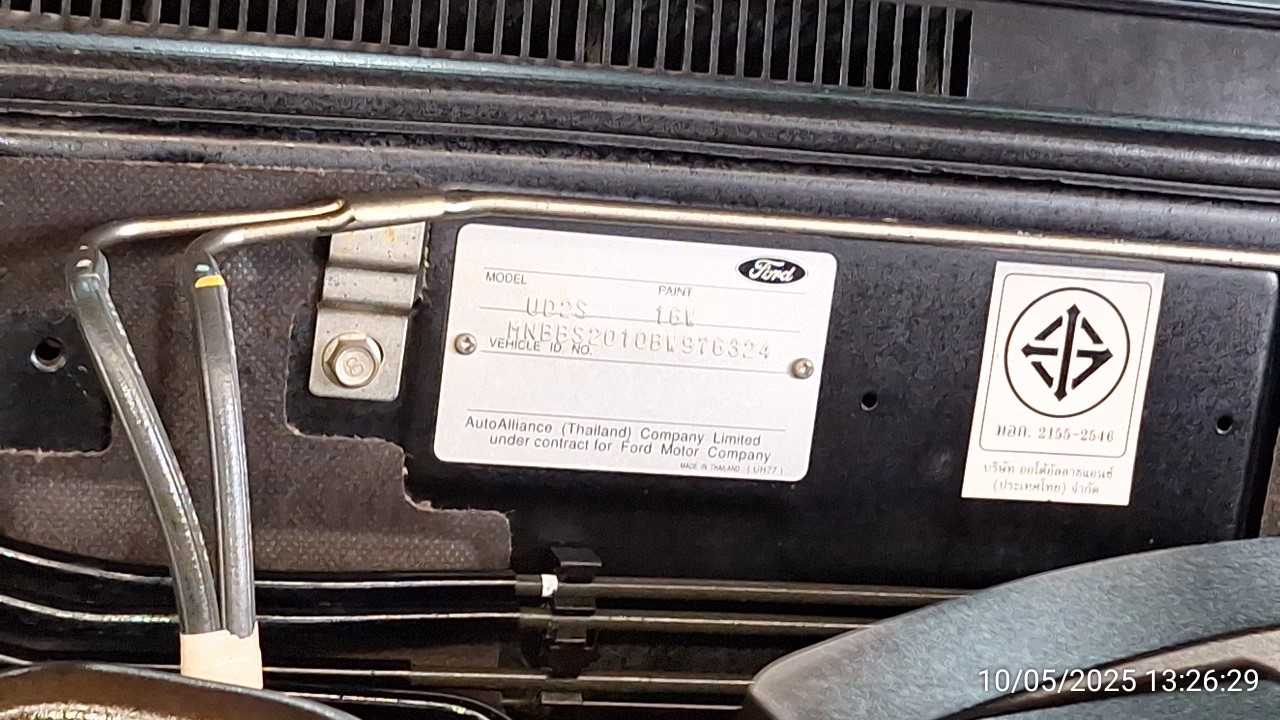 Ford
MODEL
PAINT
UD2S 16W
MNBBS2010BW976324
VEHICLE ID. NO.
AutoAlliance (Thailand) Company Limited
under contract for Ford Motor Company
MADE IN THAILAND [UH77]
มอก. 2155-2546
บริษัท ออโต้อัลลายแอนซ์
(ประเทศไทย) จำกัด
10/05/2025 13:26:29